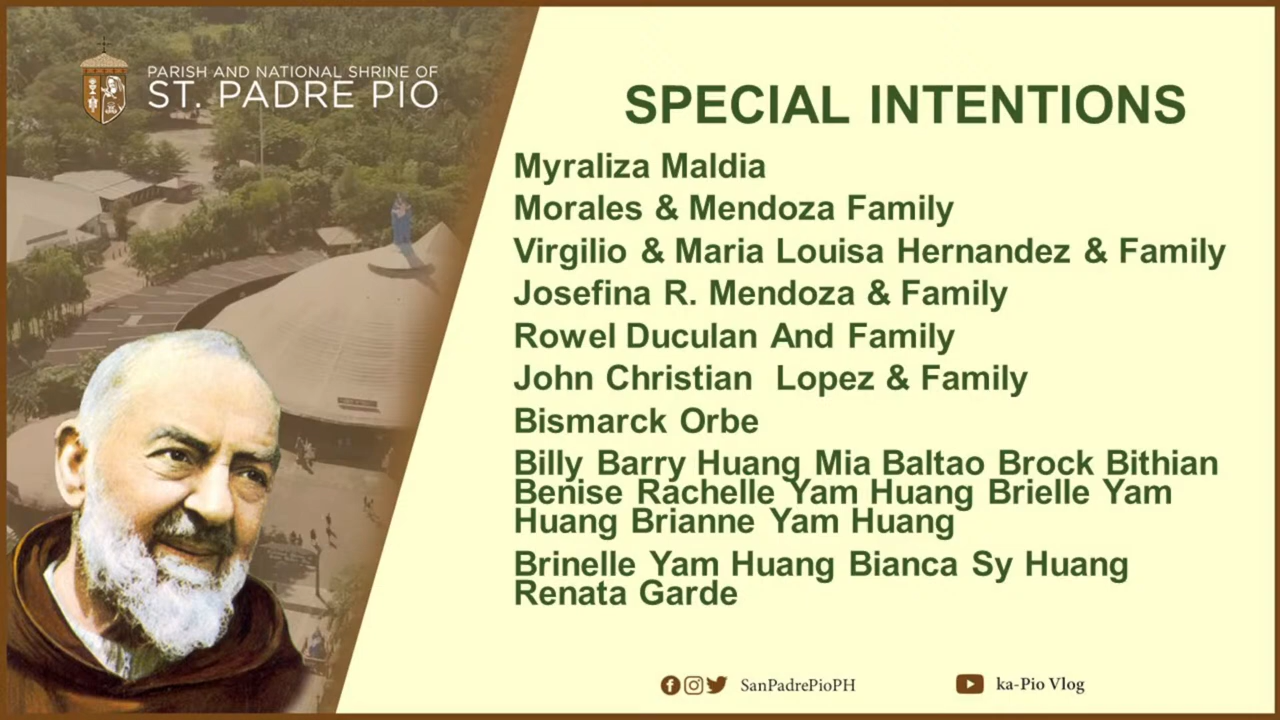 PARISH AND NATIONAL SHRINE OF
ST. PADRE PIO
SPECIAL INTENTIONS
Myraliza Maldia
Morales & Mendoza Family
Virgilio & Maria Louisa Hernandez & Family
Josefina R. Mendoza & Family
Rowel Duculan And Family
John Christian  Lopez & Family
Bismarck Orbe
Billy Barry Huang Mia Baltao Brock Bithian
Benise Rachelle Yam Huang Brielle Yam
Huang Brianne Yam Huang
Brinelle Yam Huang Bianca Sy Huang
Renata Garde
SanPadrePioPH
ka-Pio Vlog